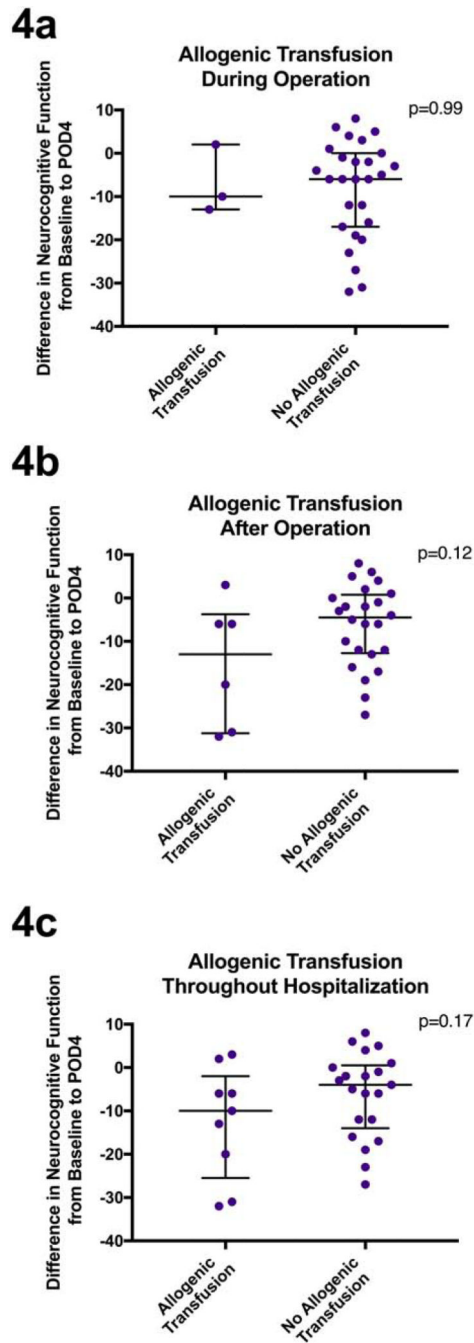 4a
Allogenic Transfusion
During Operation
p=0.99
Difference in Neurocognitive Function
from Baseline to POD4
10
0
-10
-20
-30
-40
Allogenic
Transfusion
No Allogenic
Transfusion
4b
Allogenic Transfusion
After Operation
p=0.12
Difference in Neurocognitive Function
from Baseline to POD4
10
0
-10
-20
-30
-40
Allogenic
Transfusion
No Allogenic
Transfusion
4c
Allogenic Transfusion
Throughout Hospitalization
p=0.17
Difference in Neurocognitive Function
from Baseline to POD4
10
0
-10
-20
-30
-40
Allogenic
Transfusion
No Allogenic
Transfusion